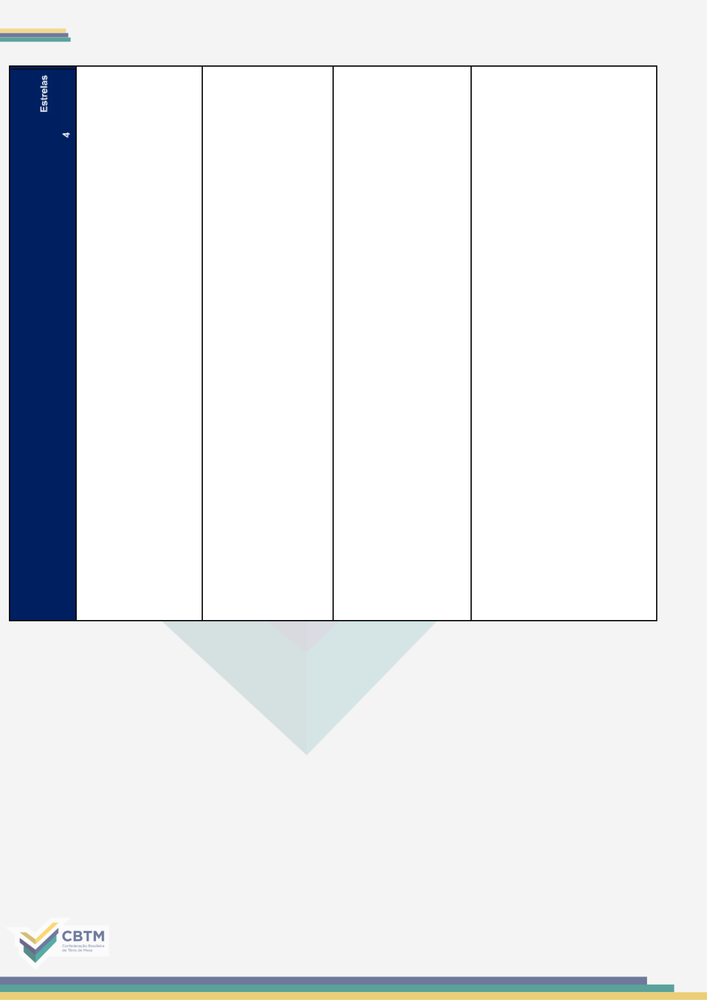 Estrelas
4
CBTM
Confederação Brasileira
de Tênis de Mesa